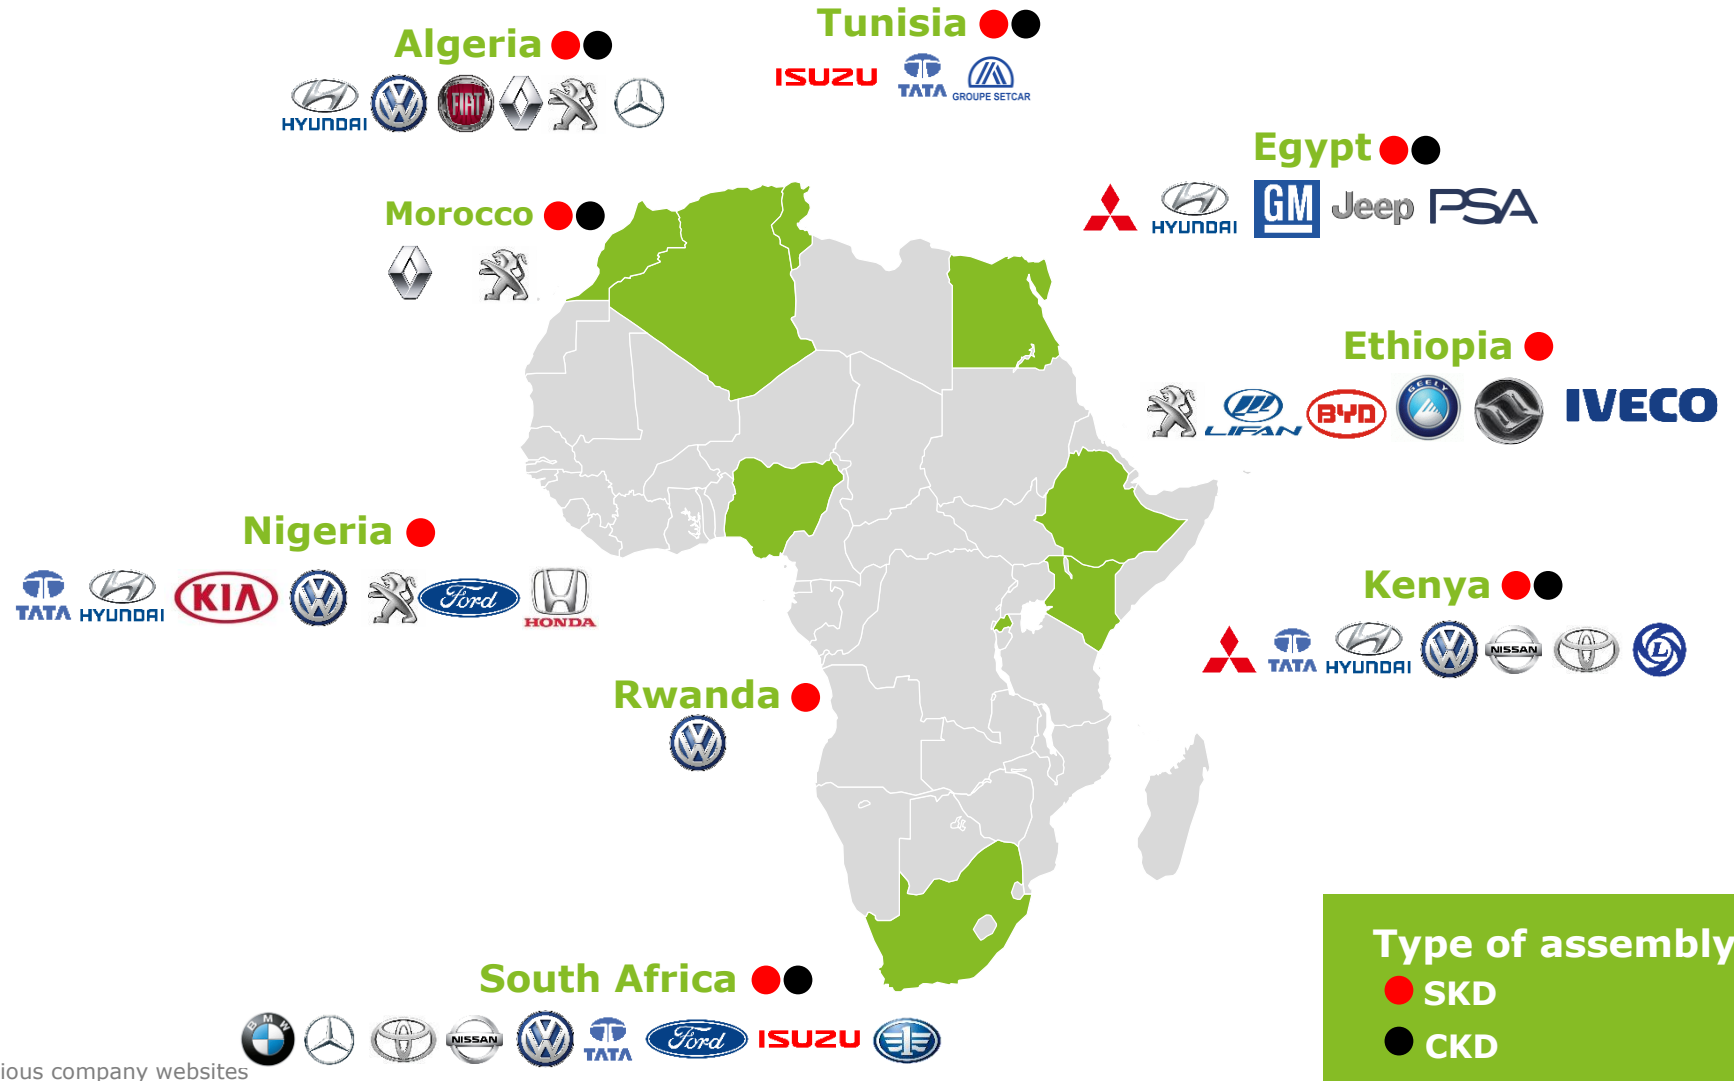 Tunisia
ISUZU
TATA
GROUPE SETCAR
Algeria
HYUNDAI
FIAT
Egypt
HYUNDAI
GM
Jeep
PSA
Morocco
Ethiopia
LIFAN
BYD
GEELY
IVECO
Nigeria
TATA
HYUNDAI
KIA
Ford
HONDA
Kenya
TATA
HYUNDAI
NISSAN
L
Rwanda
South Africa
BMW
NISSAN
TATA
Ford
ISUZU
Type of assembly
SKD
CKD
ious company websites